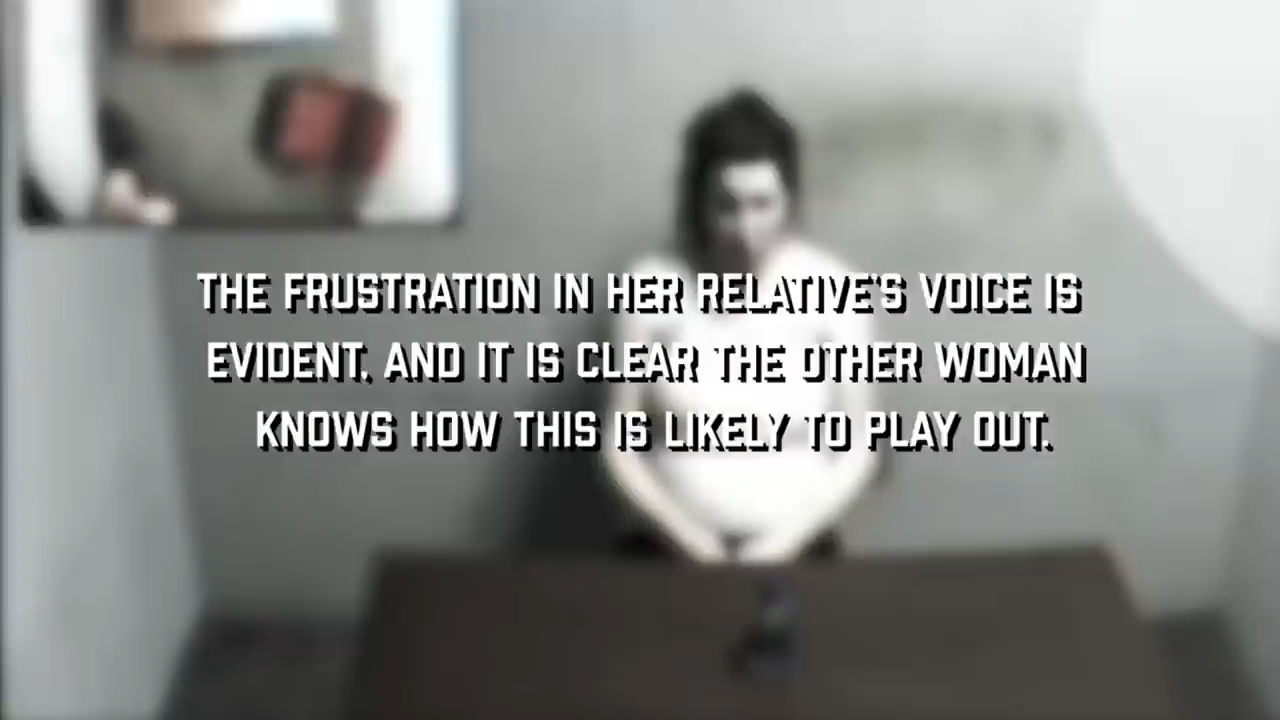 THE FRUSTRATION IN HER RELATIVE'S VOICE IS
EVIDENT, AND IT IS CLEAR THE OTHER WOMAN
KNOWS HOW THIS IS LIKELY TO PLAY OUT.